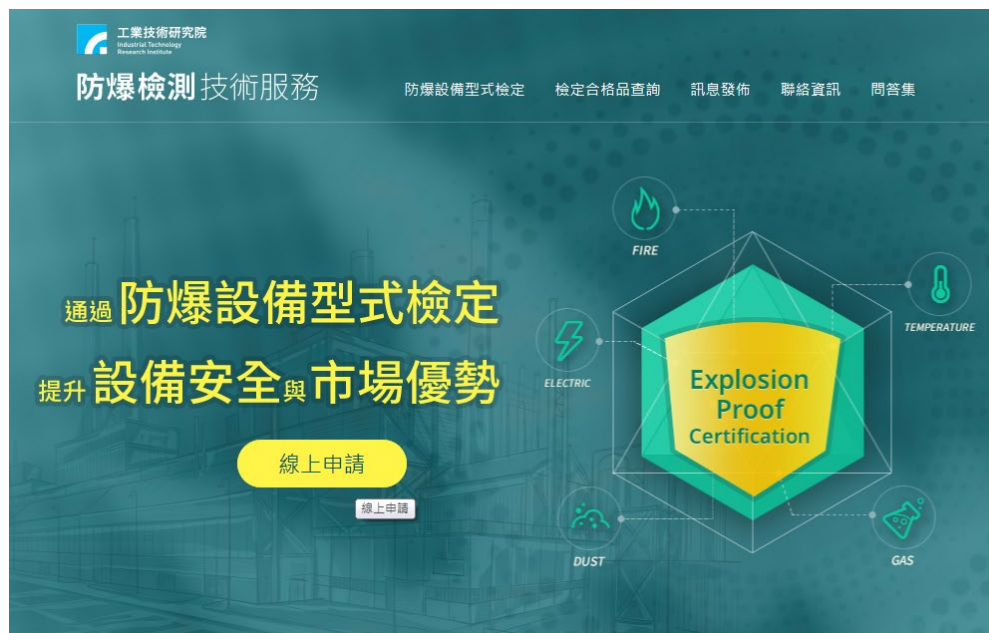 工業技術研究院
Industrial Technology
Research Institute
防爆檢測技術服務
防爆設備型式檢定 檢定合格品查詢 訊息發佈 聯絡資訊 問答集
FIRE
TEMPERATURE
通過防爆設備型式檢定
ELECTRIC
提升設備安全與市場優勢
Explosion
Proof
Certification
線上申請
線上申請
DUST
GAS